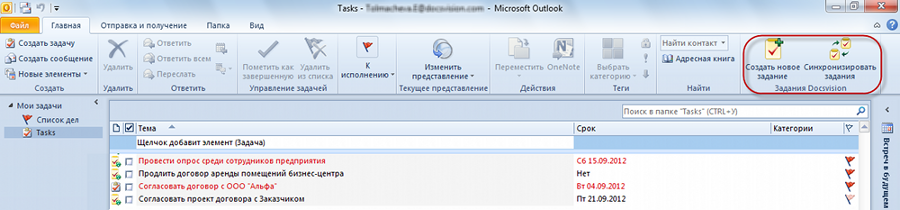 Tasks - Tolmacheva.E@docsvision.com - Microsoft Outlook
Файл Главная Отправка и получение Папка Вид
Создать задачу
Создать сообщение
Новые элементы
Создать
Удалить
Удалить
Ответить
Ответить всем
Переслать
Ответить
Пометить как завершенную
Удалить из списка
Управление задачей
К исполнению
Изменить представление
Текущее представление
Переместить
OneNote
Действия
Выбрать категорию
Теги
Найти контакт
Адресная книга
Найти
Создать новое задание
Синхронизировать задания
Задания Docsvision
Мои задачи
Список дел
Tasks
Поиск в папке "Tasks" (CTRL+У)
Тема Срок Категории
Щелчок добавит элемент (Задача)
Провести опрос среди сотрудников предприятия Сб 15.09.2012
Продлить договор аренды помещений бизнес-центра Нет
Согласовать договор с ООО "Альфа" Вт 04.09.2012
Согласовать проект договора с Заказчиком Пт 21.09.2012
Встреч в будущем